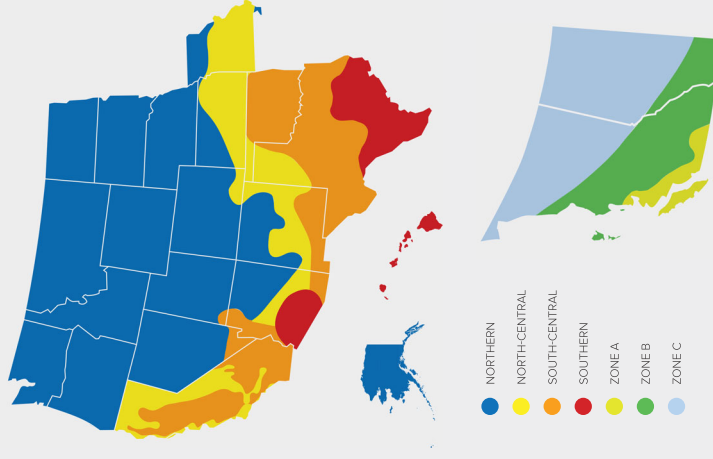 NORTHERN
NORTH-CENTRAL
SOUTH-CENTRAL
SOUTHERN
ZONE A
ZONE B
ZONE C